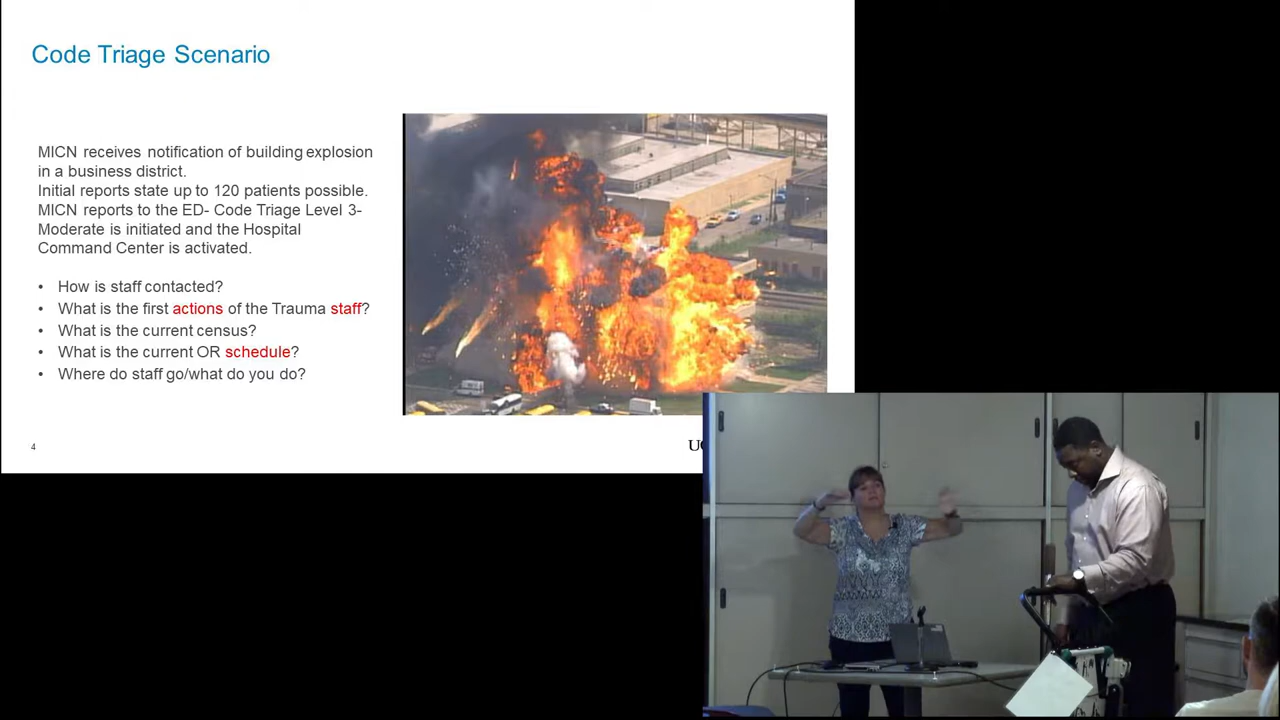 Code Triage Scenario
MICN receives notification of building explosion
in a business district.
Initial reports state up to 120 patients possible.
MICN reports to the ED- Code Triage Level 3-
Moderate is initiated and the Hospital
Command Center is activated.
• How is staff contacted?
• What is the first actions of the Trauma staff?
• What is the current census?
• What is the current OR schedule?
• Where do staff go/what do you do?
4